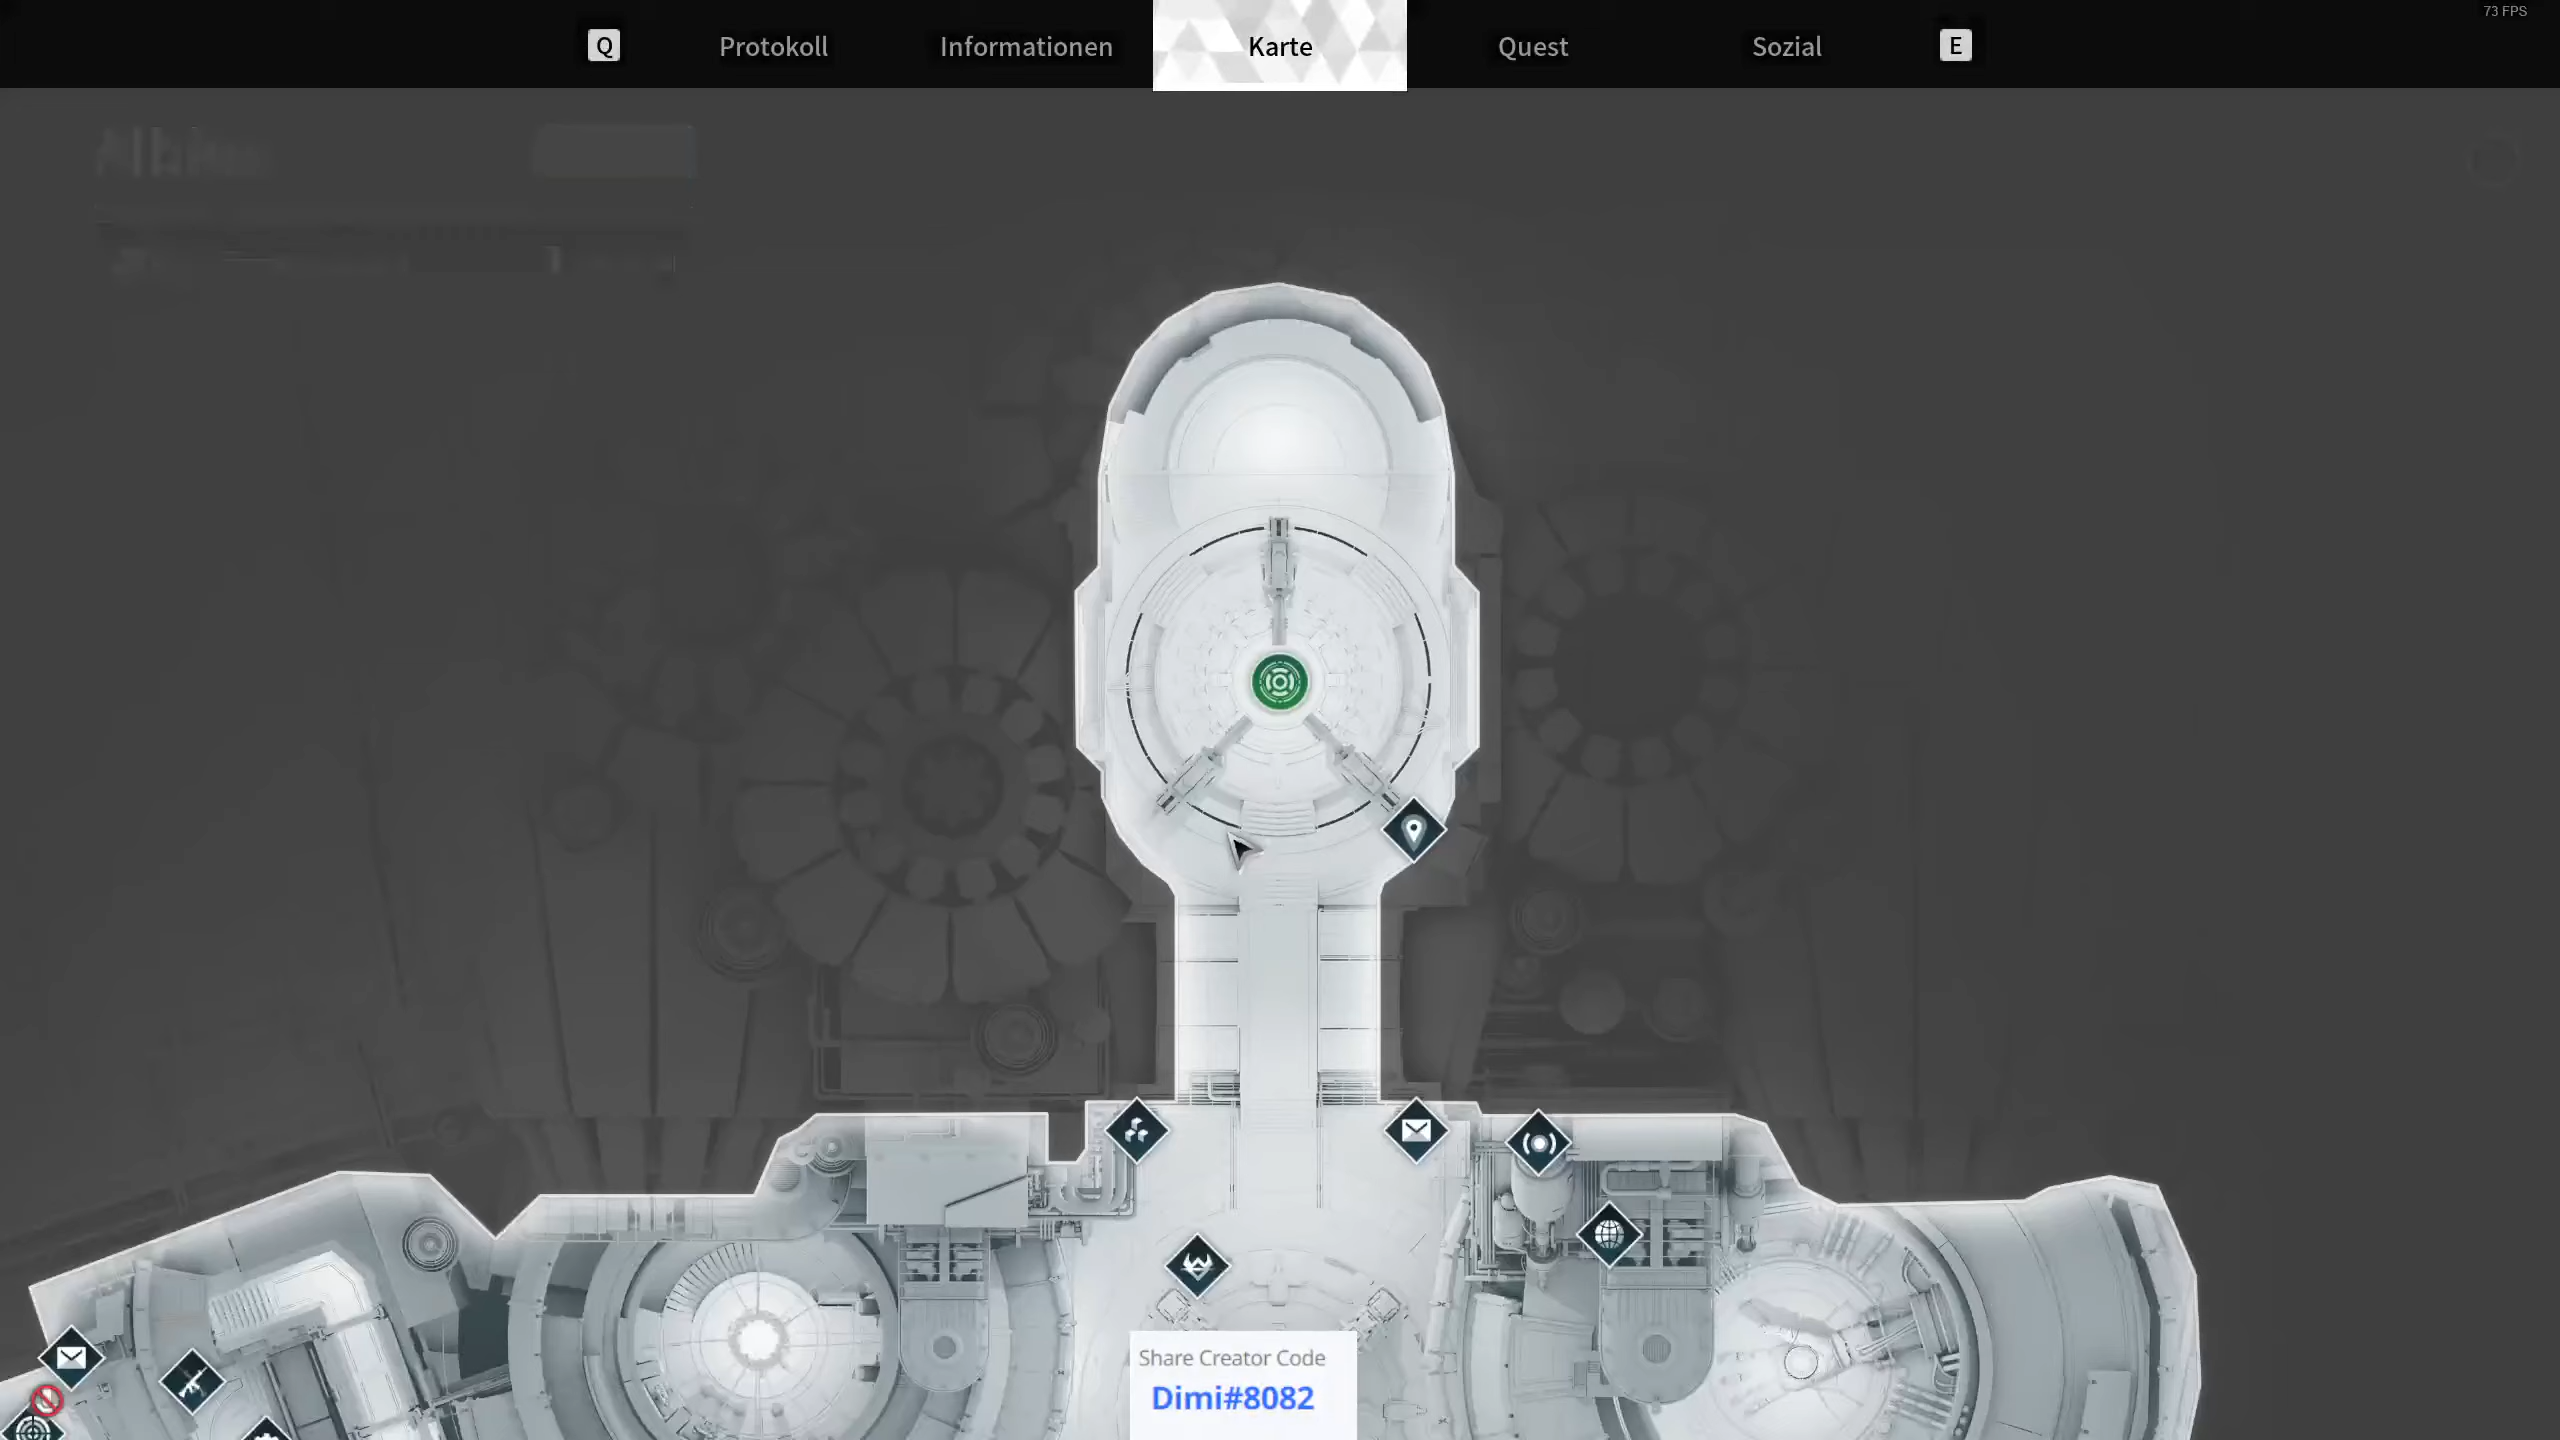 73 FPS
Q Protokoll Informationen Karte Quest Sozial E
Share Creator Code
Dimi#8082